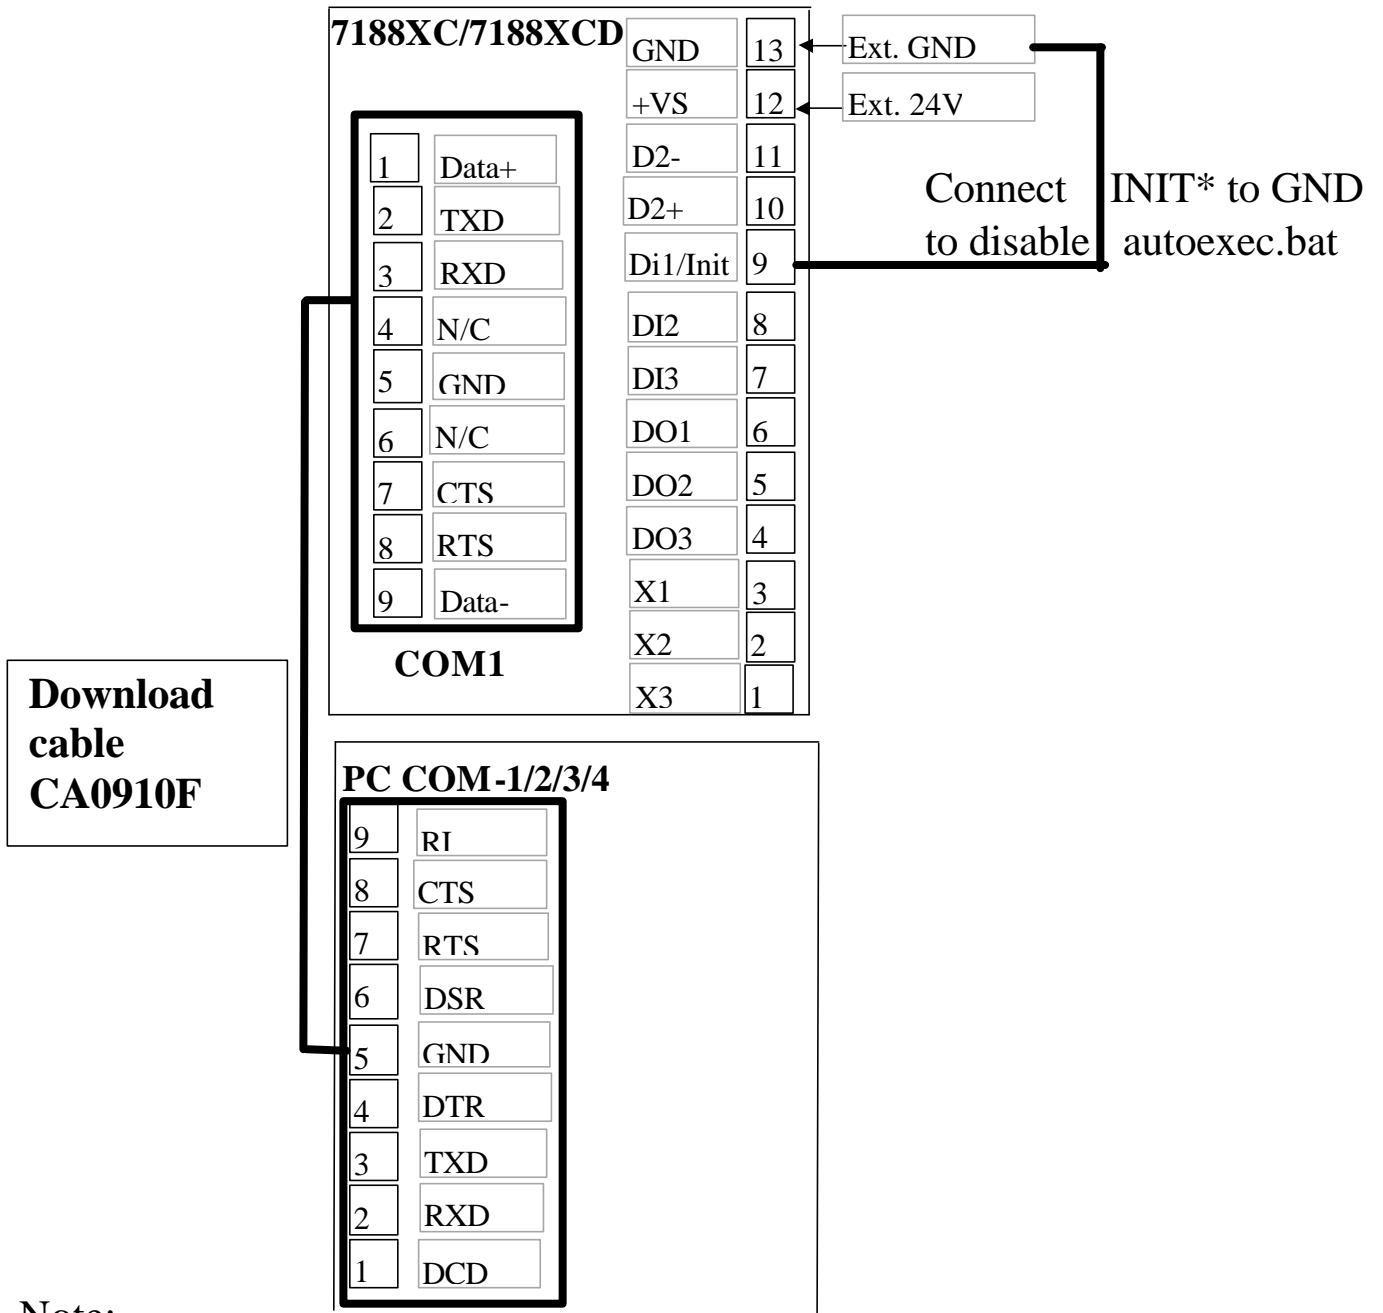 7188XC/7188XCD
GND 13 Ext. GND
+VS 12 Ext. 24V
D2- 11
D2+ 10
Di1/Init 9
DI2 8
DI3 7
DO1 6
DO2 5
DO3 4
X1 3
X2 2
X3 1
Connect INIT* to GND
to disable autoexec.bat
1 Data+
2 TXD
3 RXD
4 N/C
5 GND
6 N/C
7 CTS
8 RTS
9 Data-
COM1
Download
cable
CA0910F
PC COM-1/2/3/4
9 RI
8 CTS
7 RTS
6 DSR
5 GND
4 DTR
3 TXD
2 RXD
1 DCD
Note: